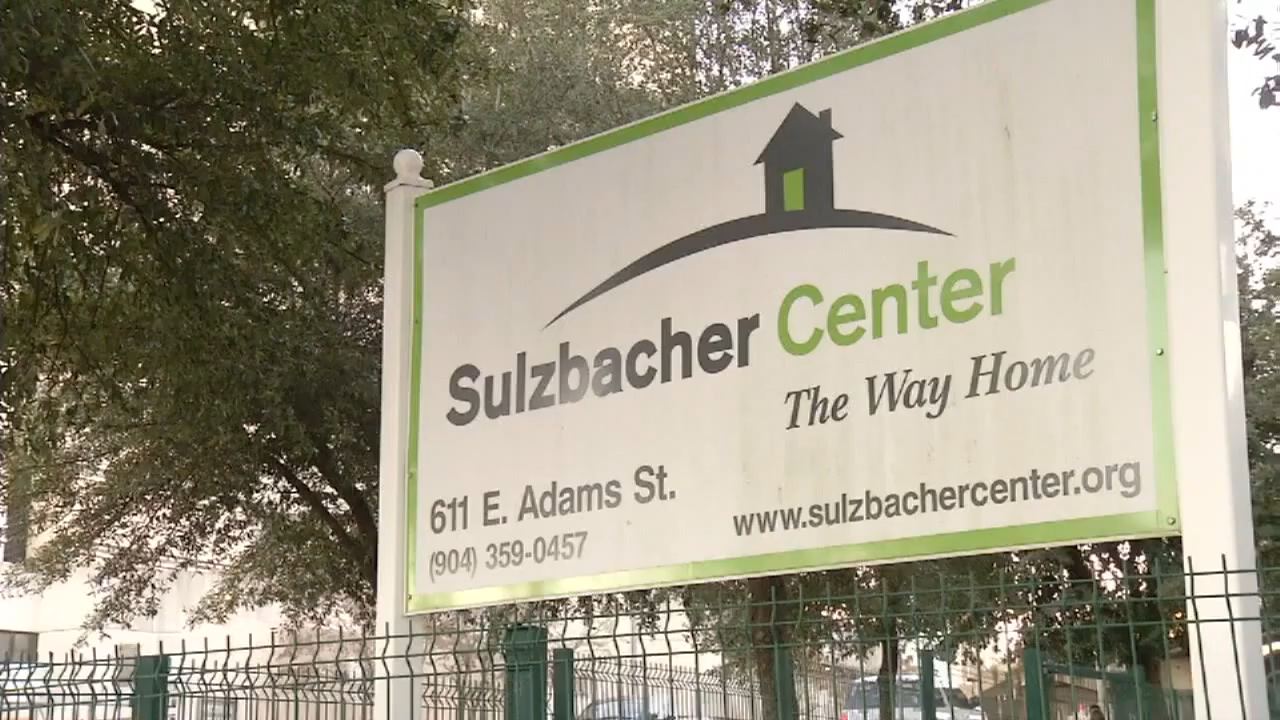 Sulzbacher Center
The Way Home
611 E. Adams St.
(904) 359-0457
www.sulzbachercenter.org